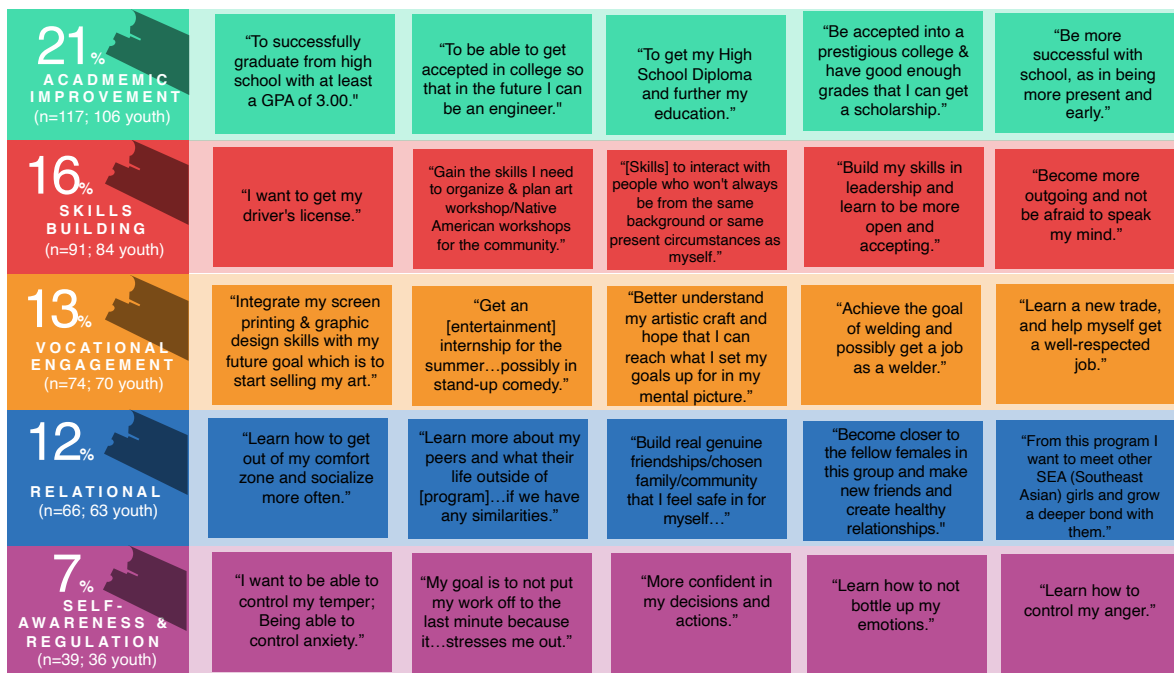 21%
ACADMEMIC
IMPROVEMENT
(n=117; 106 youth)
“To successfully
graduate from high
school with at least
a GPA of 3.00."
“To be able to get
accepted in college so
that in the future I can
be an engineer.”
“To get my High
School Diploma
and further my
education.”
“Be accepted into a
prestigious college &
have good enough
grades that I can get
a scholarship.”
“Be more
successful with
school, as in being
more present and
early.”
16%
SKILLS
BUILDING
(n=91; 84 youth)
“I want to get my
driver's license.”
“Gain the skills I need
to organize & plan art
workshop/Native
American workshops
for the community.”
“[Skills] to interact with
people who won't always
be from the same
background or same
present circumstances as
myself.”
“Build my skills in
leadership and
learn to be more
open and
accepting.”
“Become more
outgoing and not
be afraid to speak
my mind.”
13%
VOCATIONAL
ENGAGEMENT
(n=74; 70 youth)
“Integrate my screen
printing & graphic
design skills with my
future goal which is to
start selling my art.”
“Get an
[entertainment]
internship for the
summer…possibly in
stand-up comedy.”
“Better understand
my artistic craft and
hope that I can
reach what I set my
goals up for in my
mental picture.”
“Achieve the goal
of welding and
possibly get a job
as a welder.”
“Learn a new trade,
and help myself get
a well-respected
job.”
12%
RELATIONAL
(n=66; 63 youth)
“Learn how to get
out of my comfort
zone and socialize
more often.”
“Learn more about my
peers and what their
life outside of
[program]…if we have
any similarities.”
“Build real genuine
friendships/chosen
family/community
that I feel safe in for
myself…”
“Become closer to
the fellow females in
this group and make
new friends and
create healthy
relationships."
“From this program I
want to meet other
SEA (Southeast
Asian) girls and grow
a deeper bond with
them.”
7%
SELF-
AWARENESS &
REGULATION
(n=39; 36 youth)
“I want to be able to
control my temper;
Being able to
control anxiety.”
“My goal is to not put
my work off to the
last minute because
it…stresses me out.”
“More confident in
my decisions and
actions.”
“Learn how to not
bottle up my
emotions.”
“Learn how to
control my anger.”